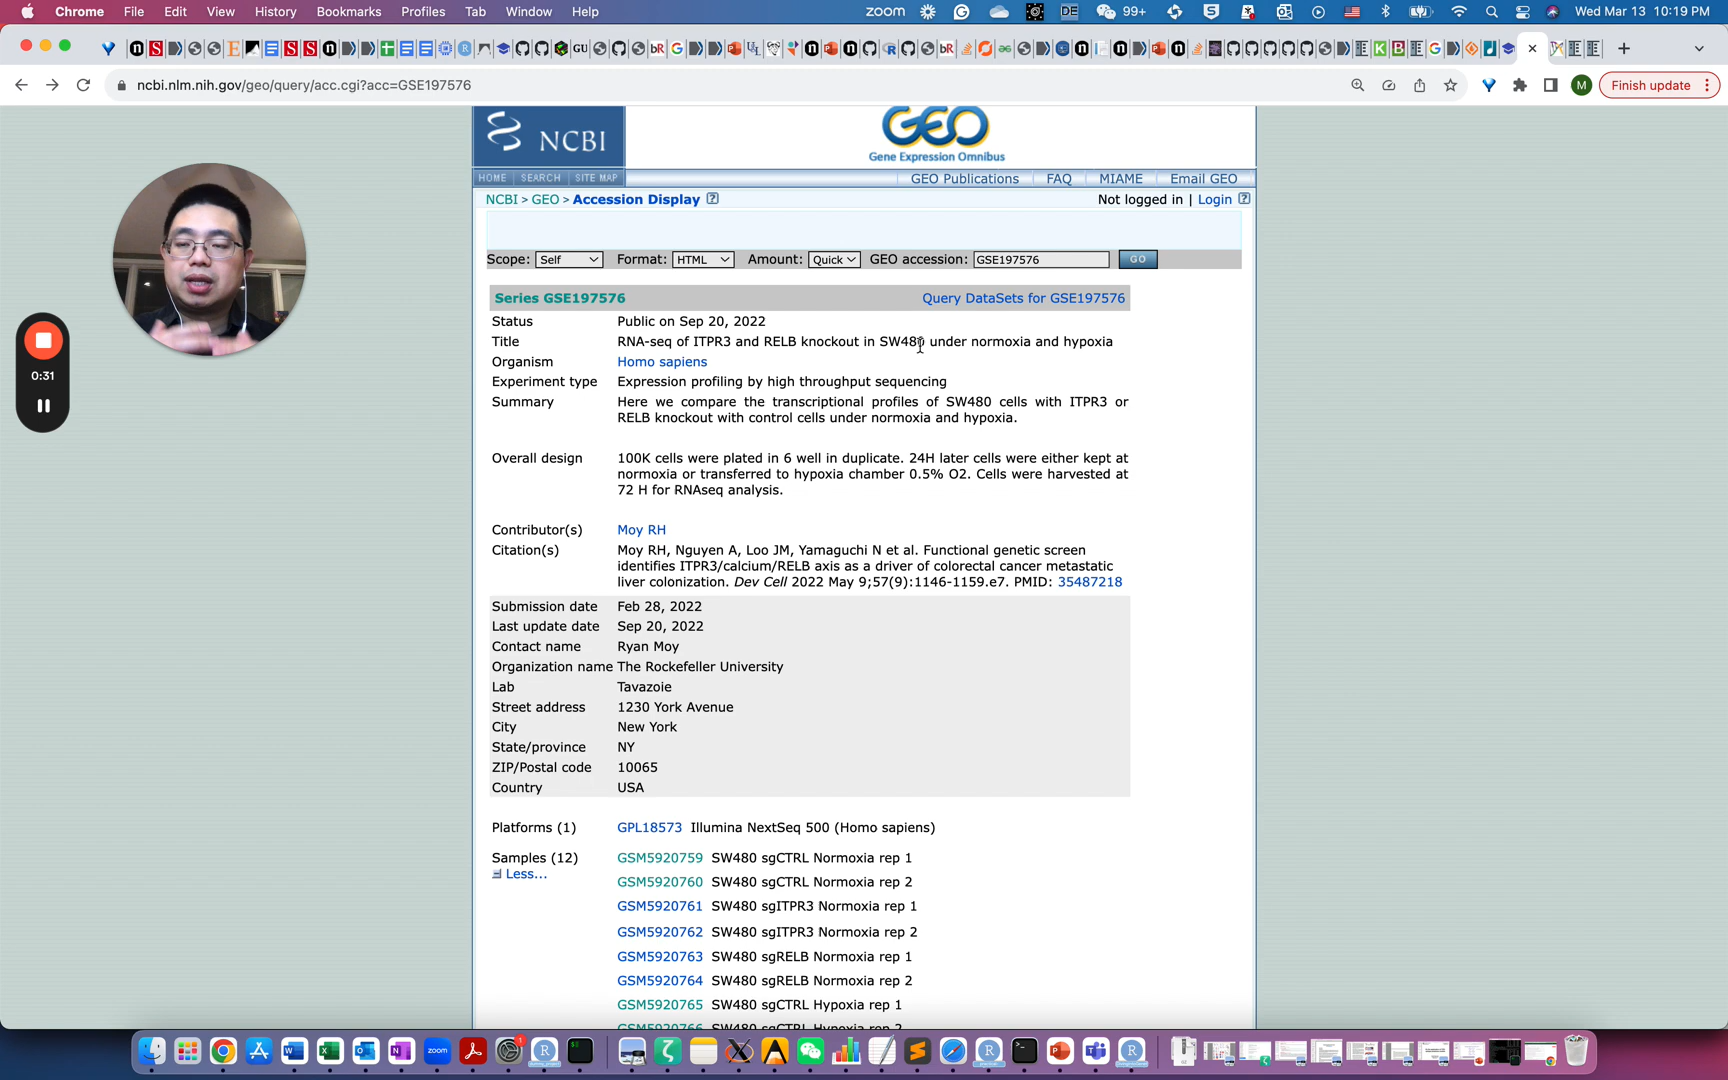 Chrome File Edit View History Bookmarks Profiles Tab Window Help zoom DE 99+ Wed Mar 13 10:19 PM
ncbi.nlm.nih.gov/geo/query/acc.cgi?acc=GSE197576 M Finish update
NCBI GEO
Gene Expression Omnibus
HOME SEARCH SITE MAP GEO Publications FAQ MIAME Email GEO
NCBI > GEO > Accession Display ? Not logged in | Login ?
Scope: Self Format: HTML Amount: Quick GEO accession: GSE197576 GO
Series GSE197576 Query DataSets for GSE197576
Status Public on Sep 20, 2022
Title RNA-seq of ITPR3 and RELB knockout in SW480 under normoxia and hypoxia
Organism Homo sapiens
Experiment type Expression profiling by high throughput sequencing
Summary Here we compare the transcriptional profiles of SW480 cells with ITPR3 or
RELB knockout with control cells under normoxia and hypoxia.
Overall design 100K cells were plated in 6 well in duplicate. 24H later cells were either kept at
normoxia or transferred to hypoxia chamber 0.5% O2. Cells were harvested at
72 H for RNAseq analysis.
Contributor(s) Moy RH
Citation(s) Moy RH, Nguyen A, Loo JM, Yamaguchi N et al. Functional genetic screen
identifies ITPR3/calcium/RELB axis as a driver of colorectal cancer metastatic
liver colonization. Dev Cell 2022 May 9;57(9):1146-1159.e7. PMID: 35487218
Submission date Feb 28, 2022
Last update date Sep 20, 2022
Contact name Ryan Moy
Organization name The Rockefeller University
Lab Tavazoie
Street address 1230 York Avenue
City New York
State/province NY
ZIP/Postal code 10065
Country USA
Platforms (1) GPL18573 Illumina NextSeq 500 (Homo sapiens)
Samples (12) GSM5920759 SW480 sgCTRL Normoxia rep 1
Less...
GSM5920760 SW480 sgCTRL Normoxia rep 2
GSM5920761 SW480 sgITPR3 Normoxia rep 1
GSM5920762 SW480 sgITPR3 Normoxia rep 2
GSM5920763 SW480 sgRELB Normoxia rep 1
GSM5920764 SW480 sgRELB Normoxia rep 2
GSM5920765 SW480 sgCTRL Hypoxia rep 1
GSM5920766 SW480 sgCTRL Hypoxia rep 2
0:31
zoom